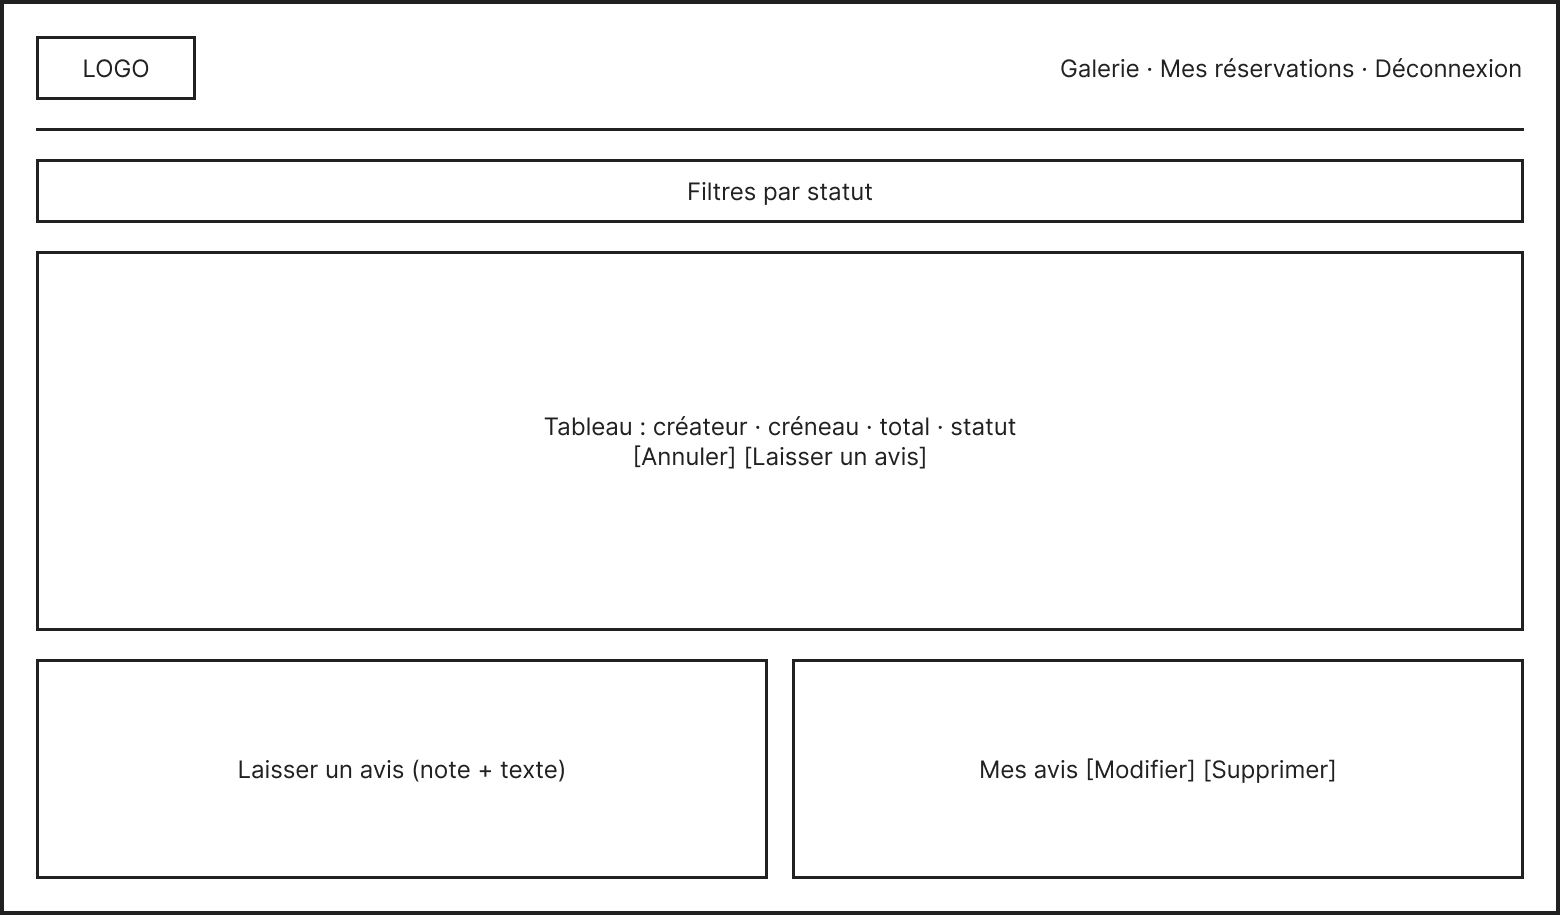 LOGO
Galerie · Mes réservations · Déconnexion
Filtres par statut
Tableau : créateur · créneau · total · statut
[Annuler] [Laisser un avis]
Laisser un avis (note + texte)
Mes avis [Modifier] [Supprimer]